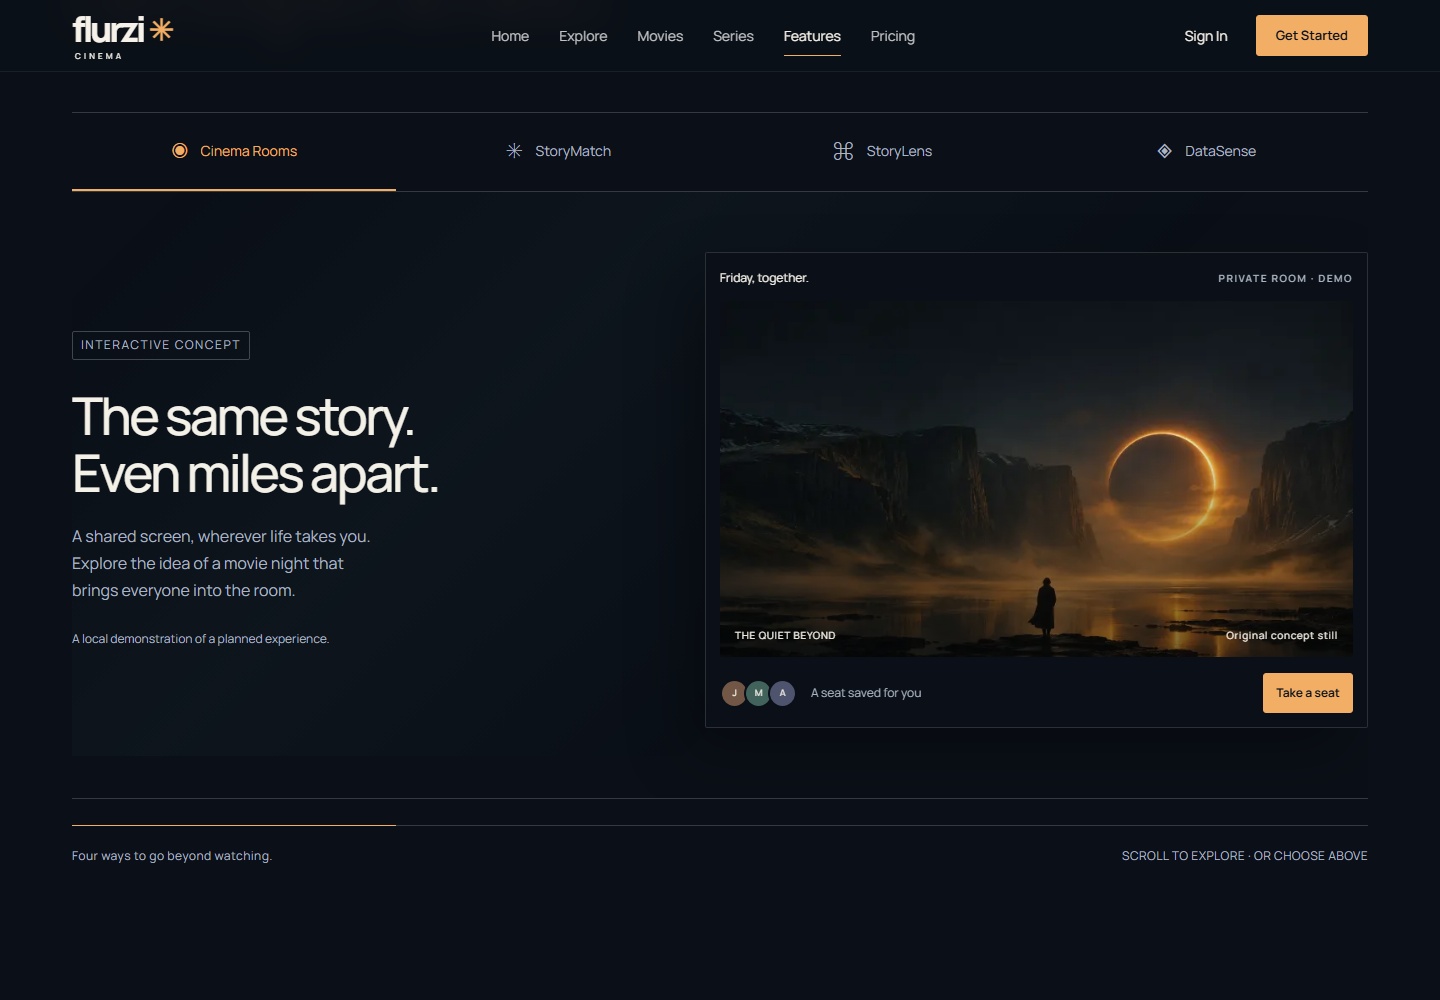 flurzi
CINEMA
Home
Explore
Movies
Series
Features
Pricing
Sign In
Get Started
Cinema Rooms
StoryMatch
StoryLens
DataSense
INTERACTIVE CONCEPT
The same story.
Even miles apart.
A shared screen, wherever life takes you.
Explore the idea of a movie night that
brings everyone into the room.
A local demonstration of a planned experience.
Friday, together.
PRIVATE ROOM · DEMO
THE QUIET BEYOND
Original concept still
J
M
A
A seat saved for you
Take a seat
Four ways to go beyond watching.
SCROLL TO EXPLORE · OR CHOOSE ABOVE